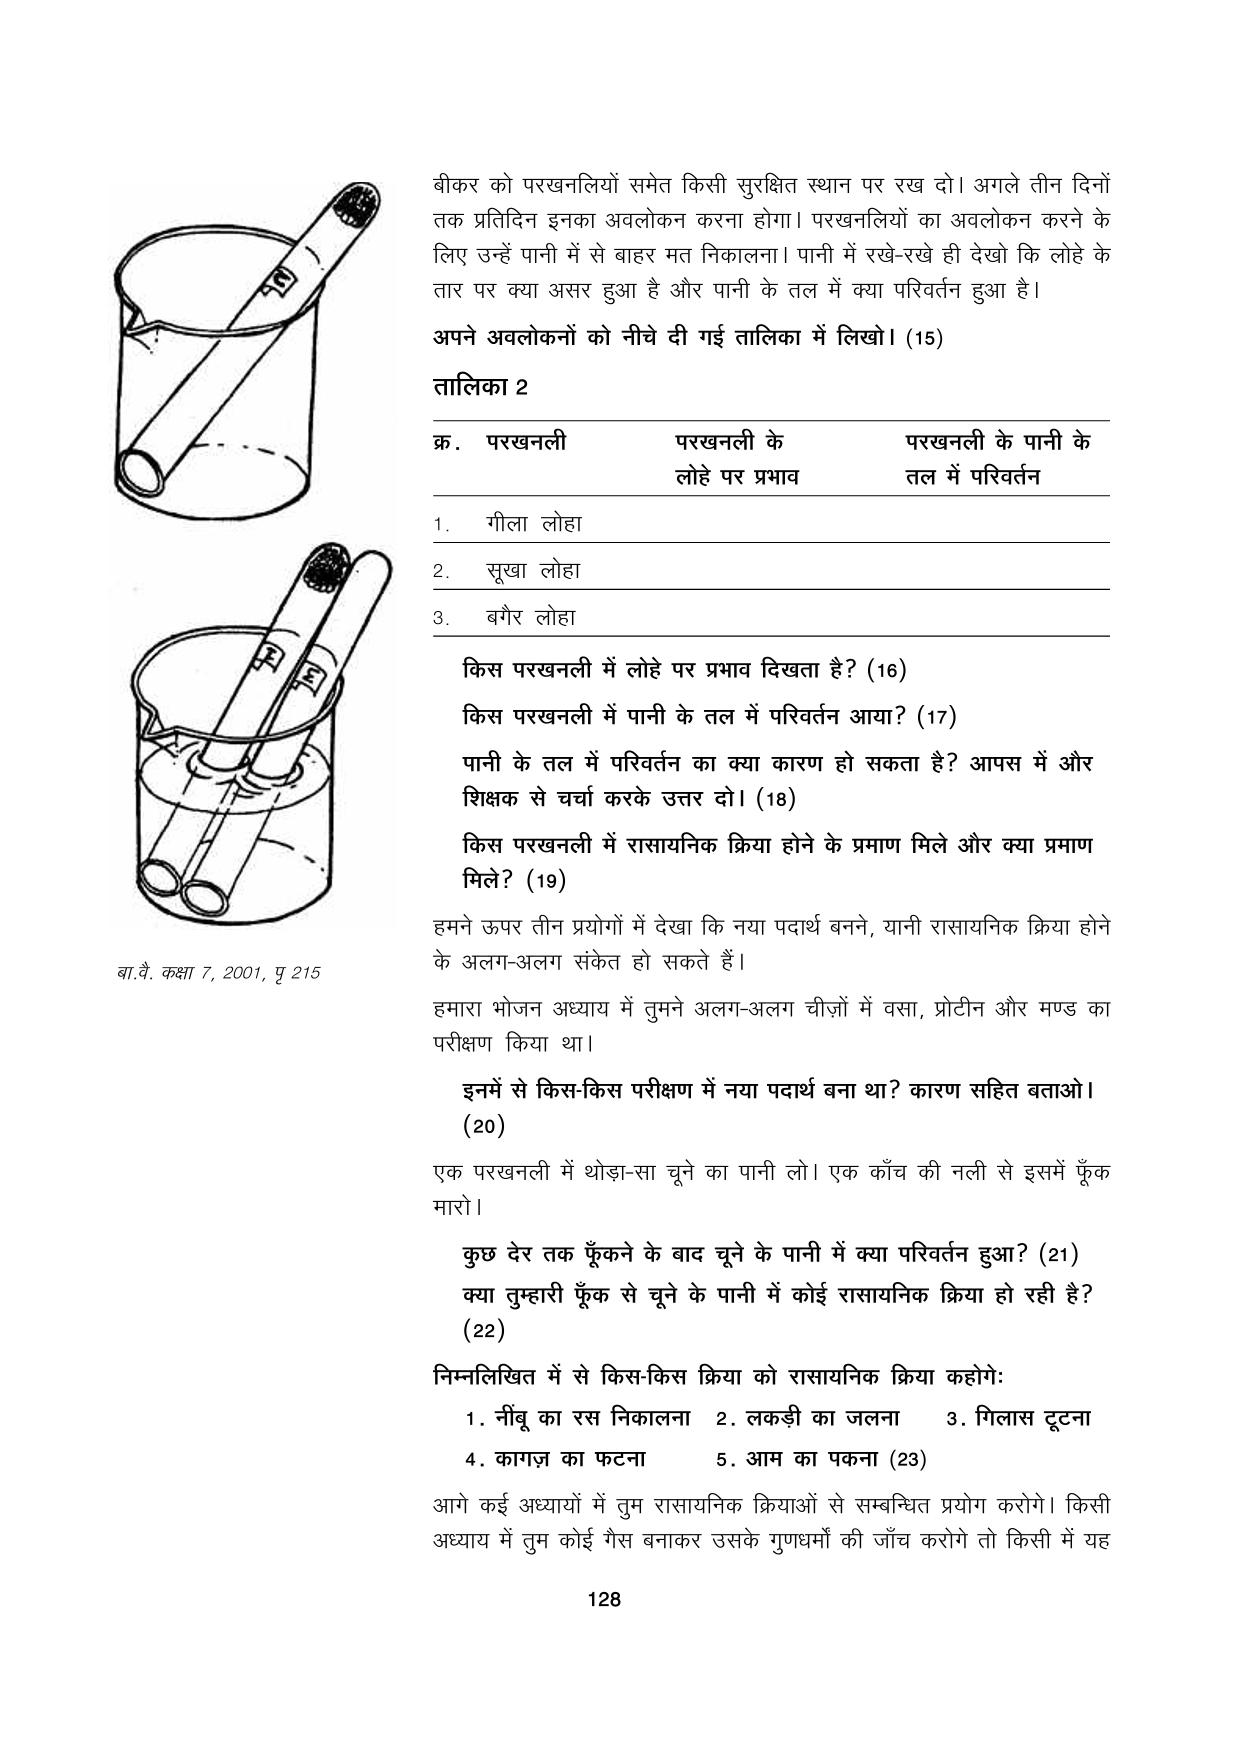 बीकर को परखनलियों समेत किसी सुरक्षित स्थान पर रख दो। अगले तीन दिनों
तक प्रतिदिन इनका अवलोकन करना होगा। परखनलियों का अवलोकन करने के
लिए उन्हें पानी में से बाहर मत निकालना। पानी में रखे-रखे ही देखो कि लोहे के
तार पर क्या असर हुआ है और पानी के तल में क्या परिवर्तन हुआ है।
अपने अवलोकनों को नीचे दी गई तालिका में लिखो। (15)
तालिका 2
क्र. परखनली परखनली के परखनली के पानी के
लोहे पर प्रभाव तल में परिवर्तन
1. गीला लोहा
2. सूखा लोहा
3. बगैर लोहा
किस परखनली में लोहे पर प्रभाव दिखता है? (16)
किस परखनली में पानी के तल में परिवर्तन आया? (17)
पानी के तल में परिवर्तन का क्या कारण हो सकता है? आपस में और
शिक्षक से चर्चा करके उत्तर दो। (18)
किस परखनली में रासायनिक क्रिया होने के प्रमाण मिले और क्या प्रमाण
मिले? (19)
हमने ऊपर तीन प्रयोगों में देखा कि नया पदार्थ बनने, यानी रासायनिक क्रिया होने
के अलग-अलग संकेत हो सकते हैं।
बा.वै. कक्षा 7, 2001, पृ 215
हमारा भोजन अध्याय में तुमने अलग-अलग चीज़ों में वसा, प्रोटीन और मण्ड का
परीक्षण किया था।
इनमें से किस-किस परीक्षण में नया पदार्थ बना था? कारण सहित बताओ।
(20)
एक परखनली में थोड़ा-सा चूने का पानी लो। एक काँच की नली से इसमें फूँक
मारो।
कुछ देर तक फूँकने के बाद चूने के पानी में क्या परिवर्तन हुआ? (21)
क्या तुम्हारी फूँक से चूने के पानी में कोई रासायनिक क्रिया हो रही है?
(22)
निम्नलिखित में से किस-किस क्रिया को रासायनिक क्रिया कहोगेः
1. नींबू का रस निकालना 2. लकड़ी का जलना 3. गिलास टूटना
4. कागज़ का फटना 5. आम का पकना (23)
आगे कई अध्यायों में तुम रासायनिक क्रियाओं से सम्बन्धित प्रयोग करोगे। किसी
अध्याय में तुम कोई गैस बनाकर उसके गुणधर्मों की जाँच करोगे तो किसी में यह
128